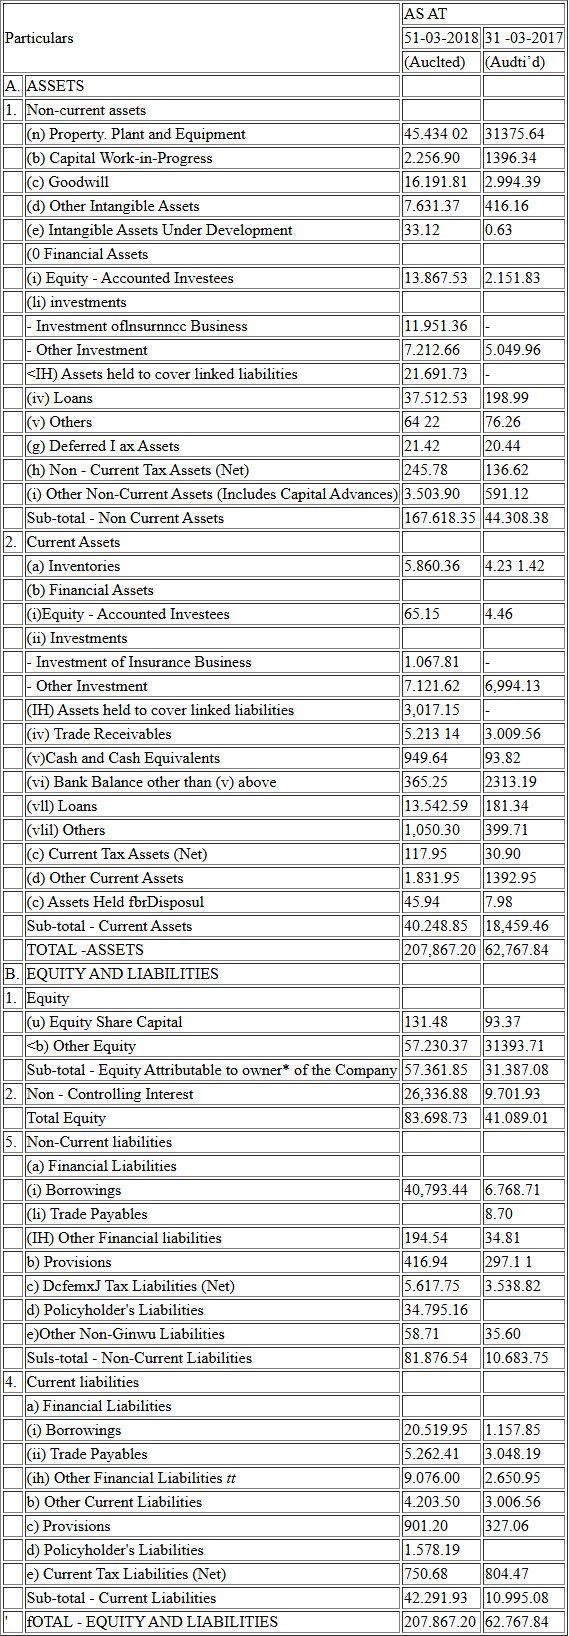 Particulars AS AT
51-03-2018 31 -03-2017
(Auclted) (Audti’d)
A. ASSETS
1. Non-current assets
(n) Property. Plant and Equipment 45.434 02 31375.64
(b) Capital Work-in-Progress 2.256.90 1396.34
(c) Goodwill 16.191.81 2.994.39
(d) Other Intangible Assets 7.631.37 416.16
(e) Intangible Assets Under Development 33.12 0.63
(0 Financial Assets
(i) Equity - Accounted Investees 13.867.53 2.151.83
(li) investments
- Investment oflnsurnncc Business 11.951.36 -
- Other Investment 7.212.66 5.049.96
<IH) Assets held to cover linked liabilities 21.691.73 -
(iv) Loans 37.512.53 198.99
(v) Others 64 22 76.26
(g) Deferred I ax Assets 21.42 20.44
(h) Non - Current Tax Assets (Net) 245.78 136.62
(i) Other Non-Current Assets (Includes Capital Advances) 3.503.90 591.12
Sub-total - Non Current Assets 167.618.35 44.308.38
2. Current Assets
(a) Inventories 5.860.36 4.23 1.42
(b) Financial Assets
(i)Equity - Accounted Investees 65.15 4.46
(ii) Investments
- Investment of Insurance Business 1.067.81 -
- Other Investment 7.121.62 6,994.13
(IH) Assets held to cover linked liabilities 3,017.15 -
(iv) Trade Receivables 5.213 14 3.009.56
(v)Cash and Cash Equivalents 949.64 93.82
(vi) Bank Balance other than (v) above 365.25 2313.19
(vll) Loans 13.542.59 181.34
(vlil) Others 1,050.30 399.71
(c) Current Tax Assets (Net) 117.95 30.90
(d) Other Current Assets 1.831.95 1392.95
(c) Assets Held fbrDisposul 45.94 7.98
Sub-total - Current Assets 40.248.85 18,459.46
TOTAL -ASSETS 207,867.20 62,767.84
B. EQUITY AND LIABILITIES
1. Equity
(u) Equity Share Capital 131.48 93.37
<b) Other Equity 57.230.37 31393.71
Sub-total - Equity Attributable to owner* of the Company 57.361.85 31.387.08
2. Non - Controlling Interest 26,336.88 9.701.93
Total Equity 83.698.73 41.089.01
5. Non-Current liabilities
(a) Financial Liabilities
(i) Borrowings 40,793.44 6.768.71
(li) Trade Payables 8.70
(IH) Other Financial liabilities 194.54 34.81
b) Provisions 416.94 297.1 1
c) DcfemxJ Tax Liabilities (Net) 5.617.75 3.538.82
d) Policyholder's Liabilities 34.795.16
e)Other Non-Ginwu Liabilities 58.71 35.60
Suls-total - Non-Current Liabilities 81.876.54 10.683.75
4. Current liabilities
a) Financial Liabilities
(i) Borrowings 20.519.95 1.157.85
(ii) Trade Payables 5.262.41 3.048.19
(ih) Other Financial Liabilities tt 9.076.00 2.650.95
b) Other Current Liabilities 4.203.50 3.006.56
c) Provisions 901.20 327.06
d) Policyholder's Liabilities 1.578.19
e) Current Tax Liabilities (Net) 750.68 804.47
Sub-total - Current Liabilities 42.291.93 10.995.08
' fOTAL - EQUITY AND LIABILITIES 207.867.20 62.767.84